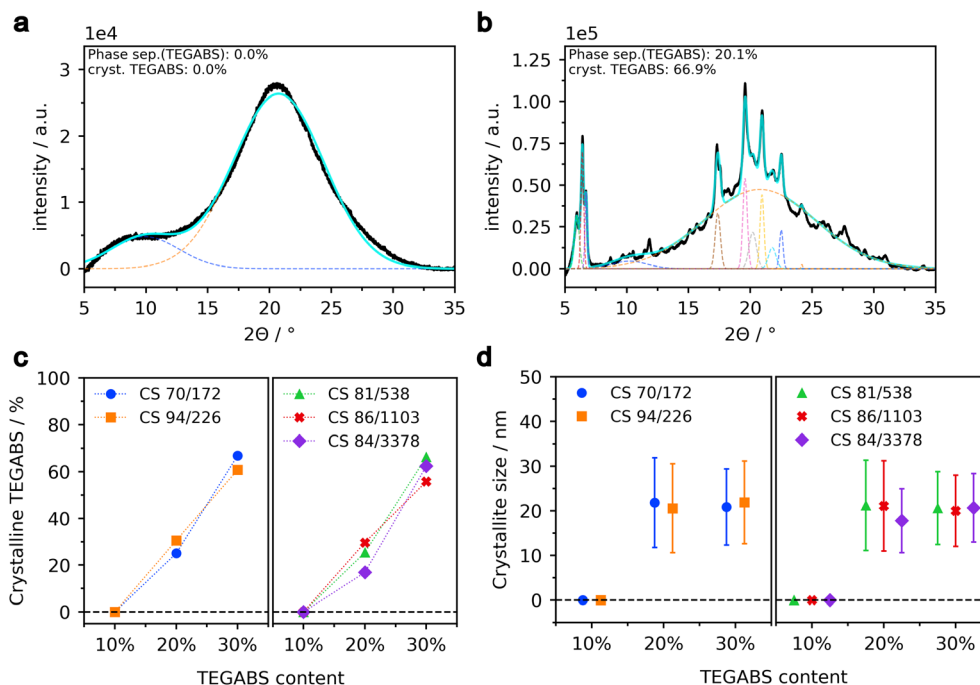 a
1e4
Phase sep.(TEGABS): 0.0%
cryst. TEGABS: 0.0%
intensity / a.u.
3
2
1
0
5 10 15 20 25 30 35
2Θ / °
b
1e5
Phase sep.(TEGABS): 20.1%
cryst. TEGABS: 66.9%
intensity / a.u.
1.25
1.00
0.75
0.50
0.25
0.00
5 10 15 20 25 30 35
2Θ / °
c
Crystalline TEGABS / %
100
80
60
40
20
0
CS 70/172
CS 94/226
CS 81/538
CS 86/1103
CS 84/3378
10% 20% 30% 10% 20% 30%
TEGABS content
d
Crystallite size / nm
50
40
30
20
10
0
CS 70/172
CS 94/226
CS 81/538
CS 86/1103
CS 84/3378
10% 20% 30% 10% 20% 30%
TEGABS content